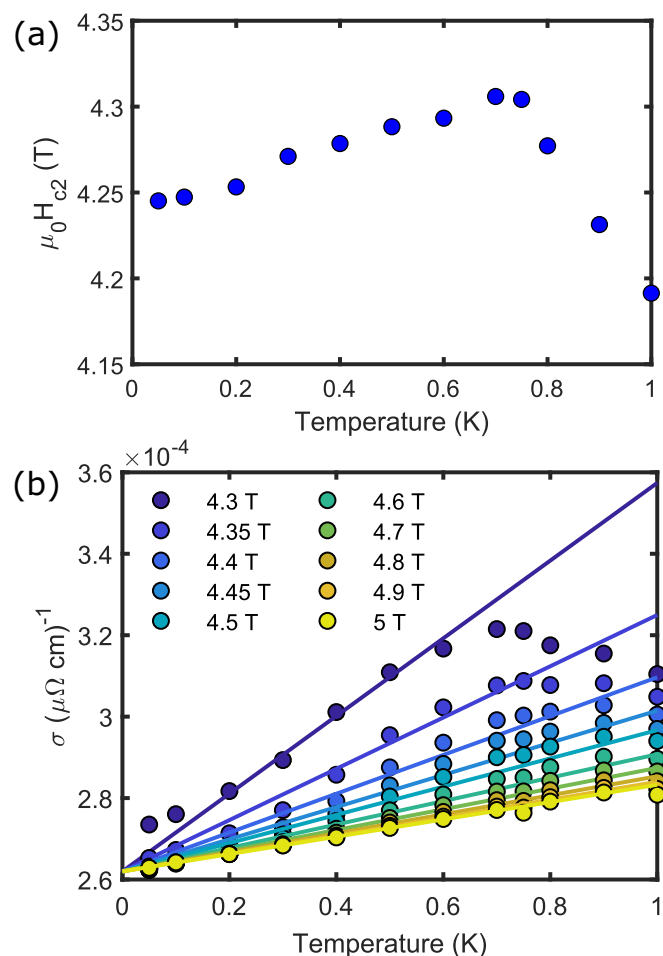 (a)
4.35
4.3
4.25
4.2
4.15
μ₀H_c2 (T)
0 0.2 0.4 0.6 0.8 1
Temperature (K)
(b)
×10⁻⁴
3.6
3.4
3.2
3
2.8
2.6
σ (μΩ cm)⁻¹
4.3 T 4.6 T
4.35 T 4.7 T
4.4 T 4.8 T
4.45 T 4.9 T
4.5 T 5 T
0 0.2 0.4 0.6 0.8 1
Temperature (K)